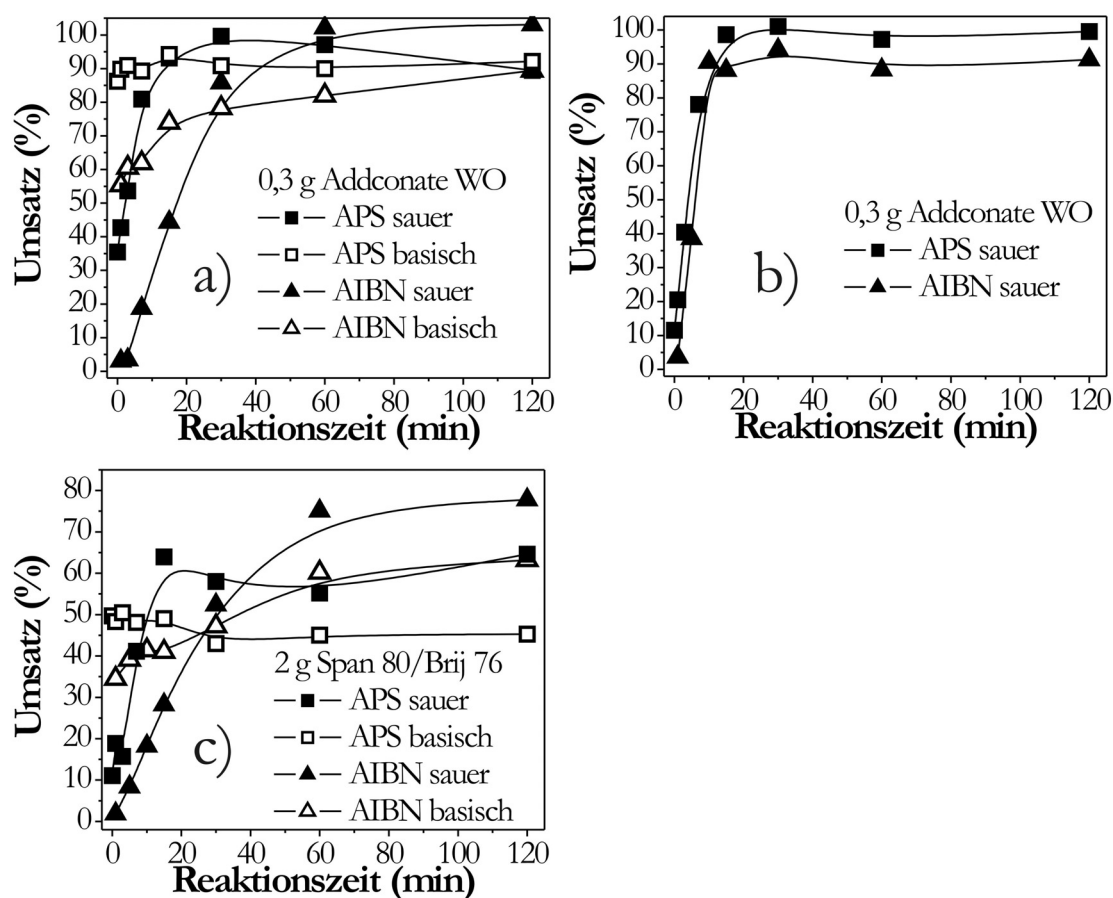 100
90
80
70
60
50
40
30
20
10
0
Umsatz (%)
0,3 g Addconate WO
APS sauer
APS basisch
AIBN sauer
AIBN basisch
a)
0 20 40 60 80 100 120
Reaktionszeit (min)
100
90
80
70
60
50
40
30
20
10
0
Umsatz (%)
0,3 g Addconate WO
APS sauer
AIBN sauer
b)
0 20 40 60 80 100 120
Reaktionszeit (min)
80
70
60
50
40
30
20
10
0
Umsatz (%)
2 g Span 80/Brij 76
APS sauer
APS basisch
AIBN sauer
AIBN basisch
c)
0 20 40 60 80 100 120
Reaktionszeit (min)